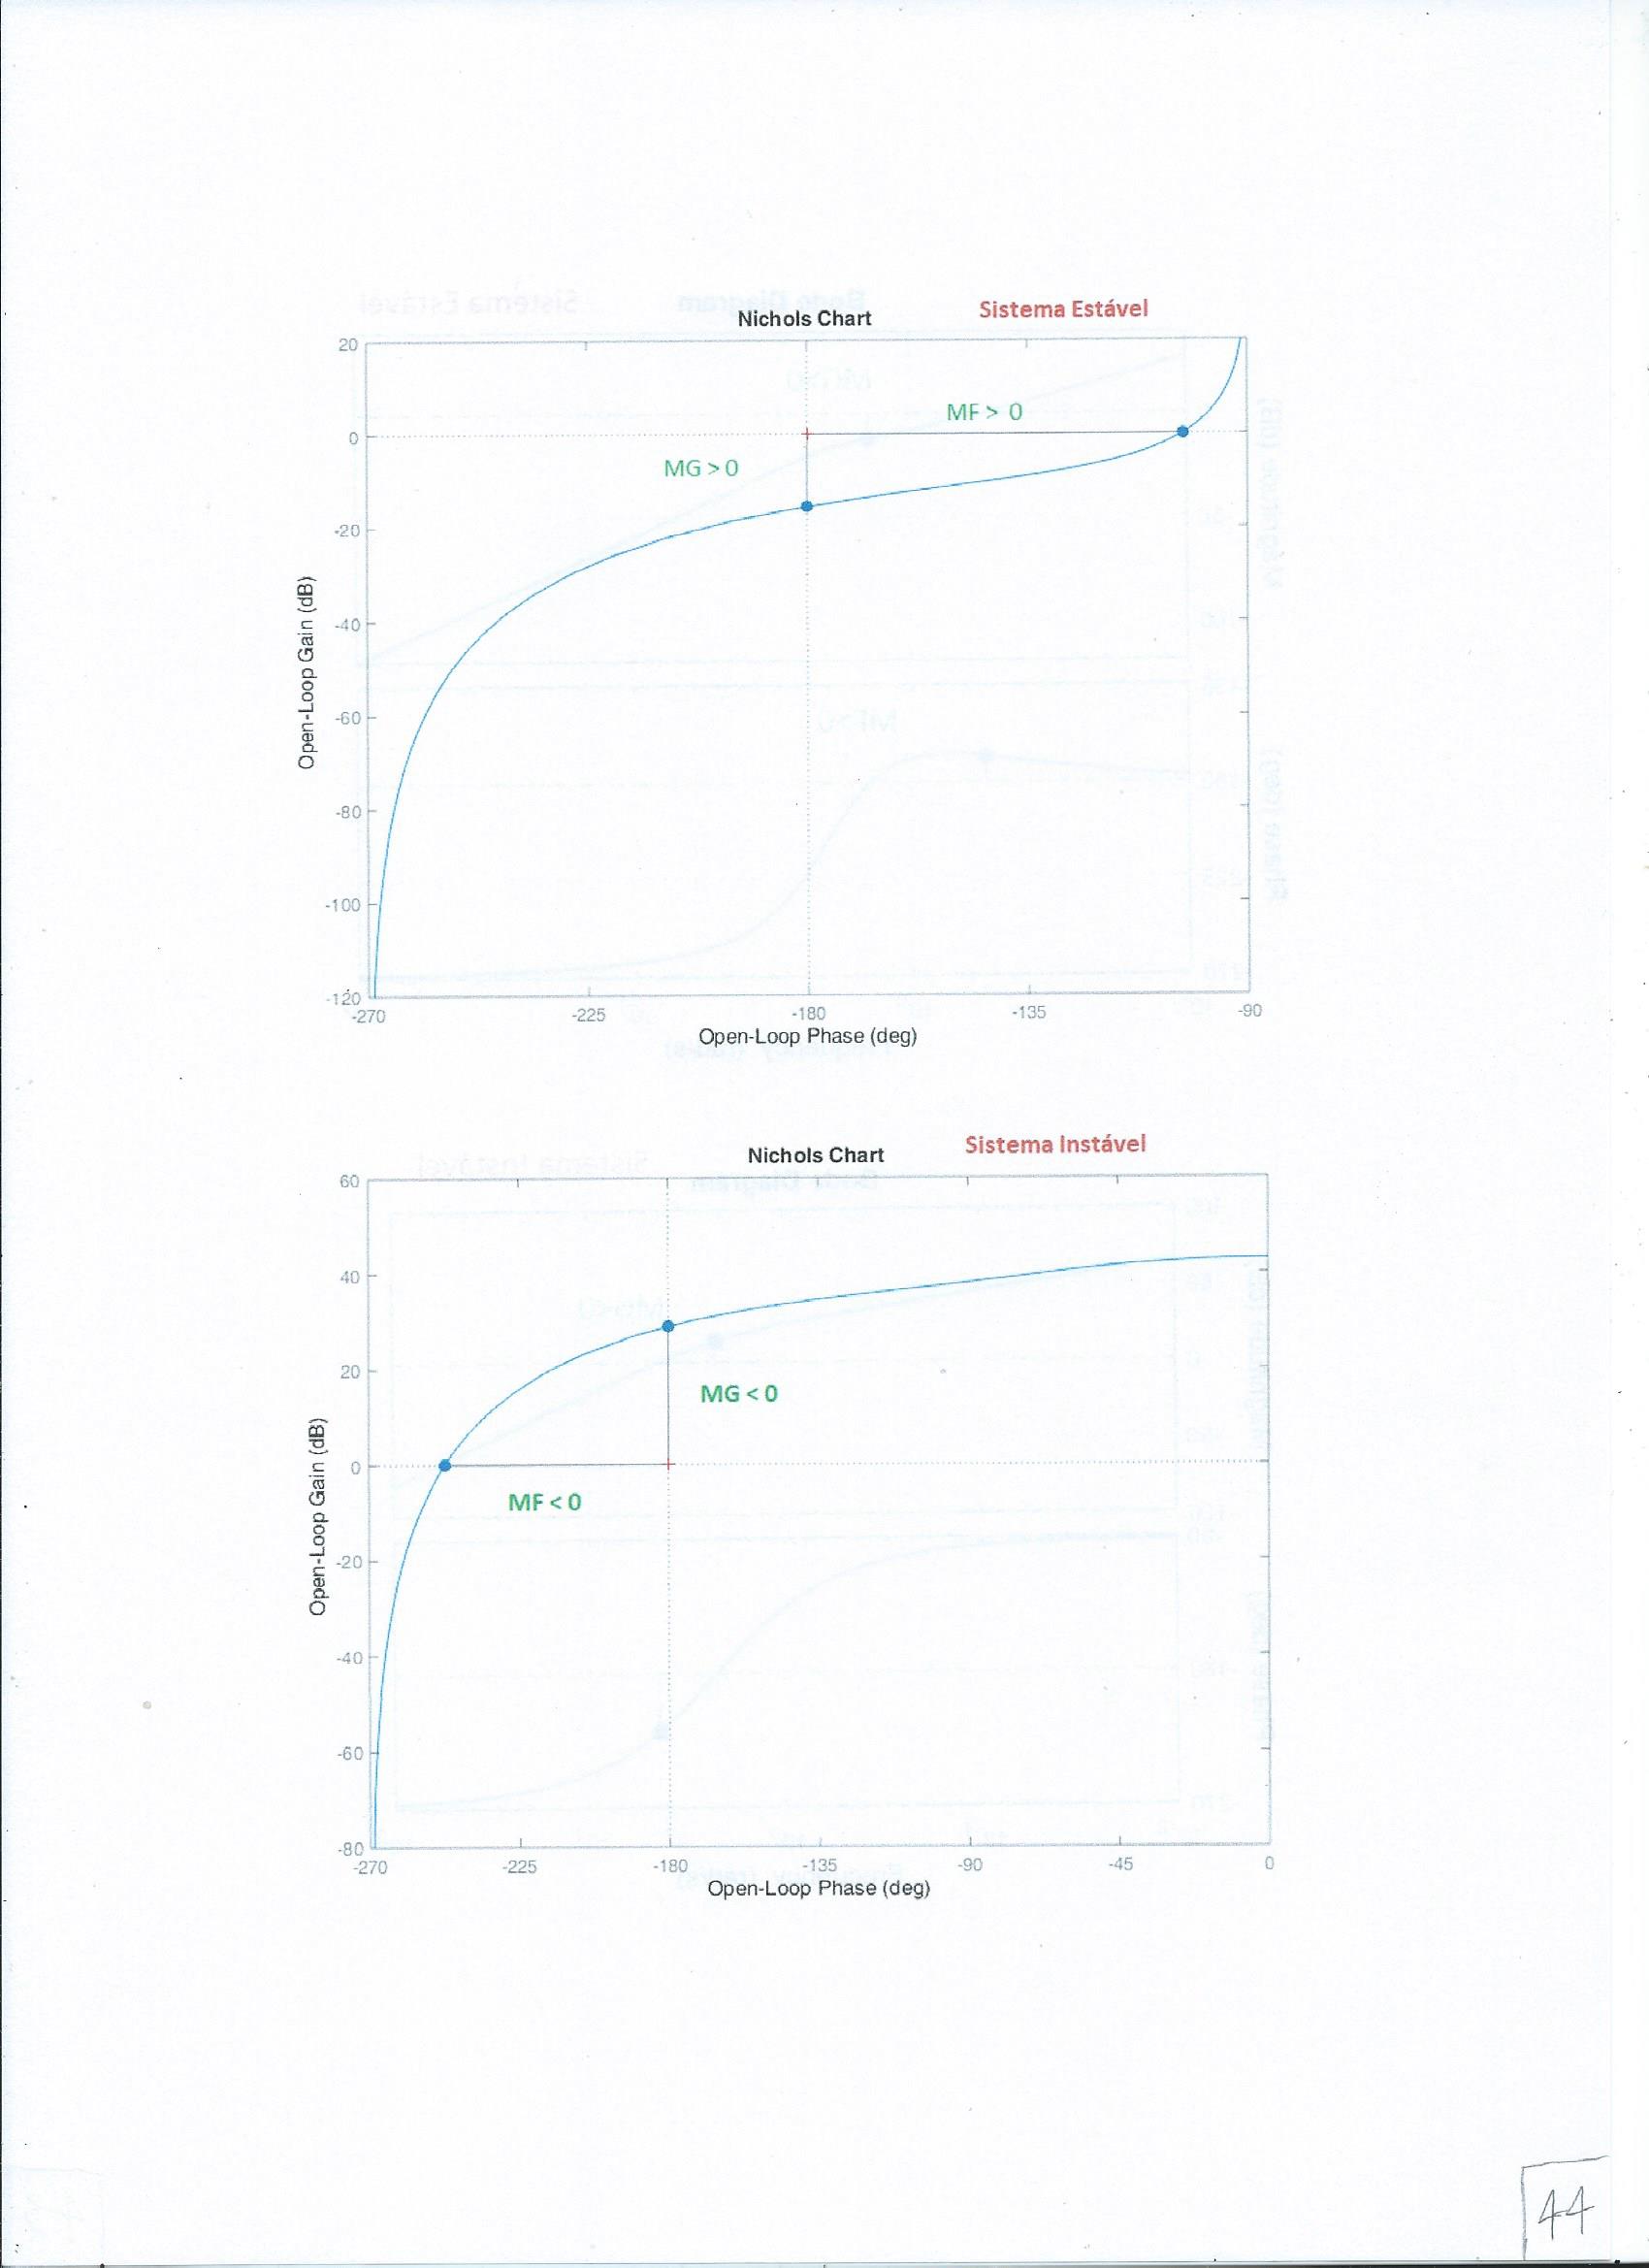 Nichols Chart
Sistema Estável
20
0
-20
-40
-60
-80
-100
-120
-270
-225
-180
-135
-90
MF > 0
MG > 0
Open-Loop Gain (dB)
Open-Loop Phase (deg)
Nichols Chart
Sistema Instável
60
40
20
0
-20
-40
-60
-80
-270
-225
-180
-135
-90
-45
0
MG < 0
MF < 0
Open-Loop Gain (dB)
Open-Loop Phase (deg)
44